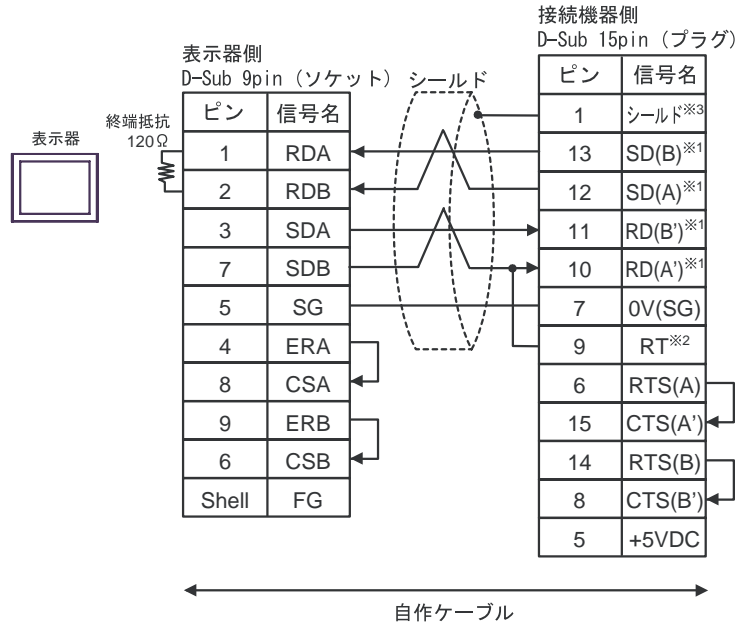 接続機器側
D-Sub 15pin (プラグ)
表示器側
D-Sub 9pin (ソケット)
シールド
表示器
終端抵抗
120Ω
ピン 信号名
1 RDA
2 RDB
3 SDA
7 SDB
5 SG
4 ERA
8 CSA
9 ERB
6 CSB
Shell FG
ピン 信号名
1 シールド※3
13 SD(B)※1
12 SD(A)※1
11 RD(B')※1
10 RD(A')※1
7 0V(SG)
9 RT※2
6 RTS(A)
15 CTS(A')
14 RTS(B)
8 CTS(B')
5 +5VDC
自作ケーブル